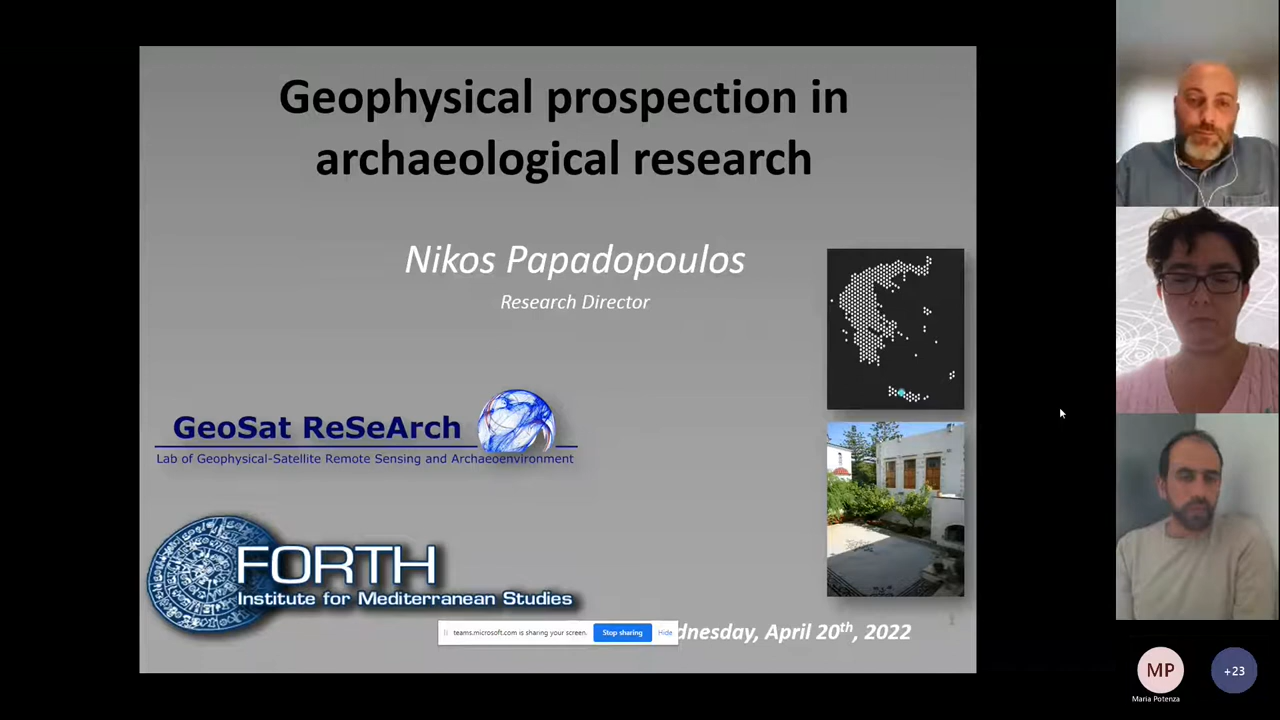 Geophysical prospection in
archaeological research
Nikos Papadopoulos
Research Director
GeoSat ReSeArch
Lab of Geophysical-Satellite Remote Sensing and Archaeoenvironment
FORTH
Institute for Mediterranean Studies
teams.microsoft.com is sharing your screen.
Stop sharing
Hide
dnesday, April 20th, 2022
MP
Maria Potenza
+23